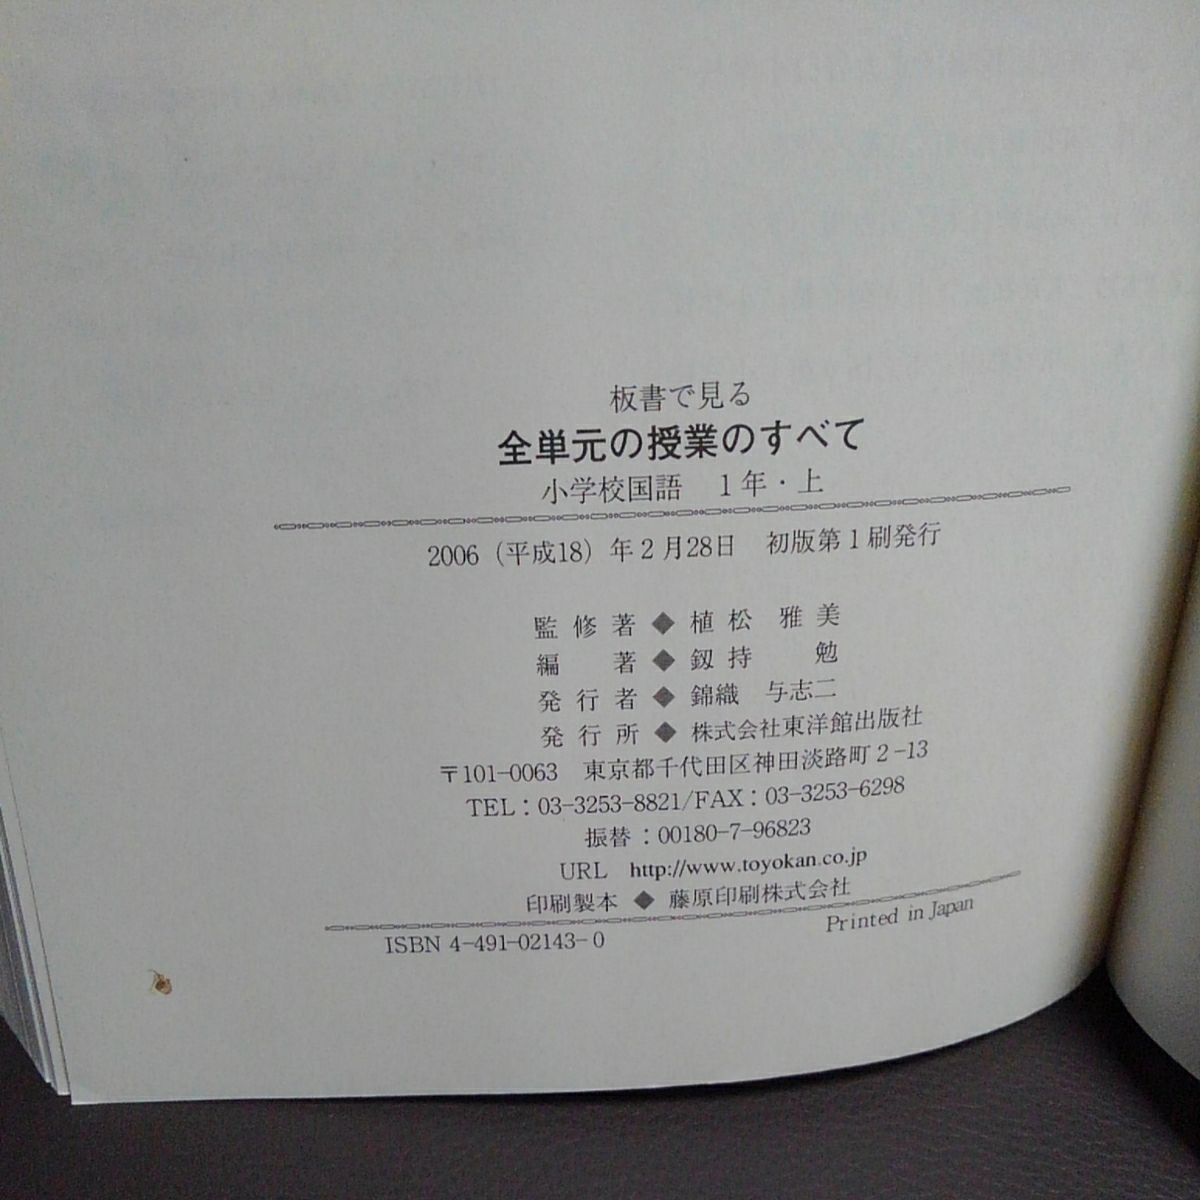 板書で見る
全単元の授業のすべて
小学校国語　1年・上
2006（平成18）年2月28日　初版第1刷発行
監修著◆植松　雅美
編　著◆釼持　勉
発行者◆錦織　与志二
発行所◆株式会社東洋館出版社
〒101-0063　東京都千代田区神田淡路町2-13
TEL：03-3253-8821/FAX：03-3253-6298
振替：00180-7-96823
URL　http://www.toyokan.co.jp
印刷製本◆藤原印刷株式会社
ISBN 4-491-02143-0
Printed in Japan